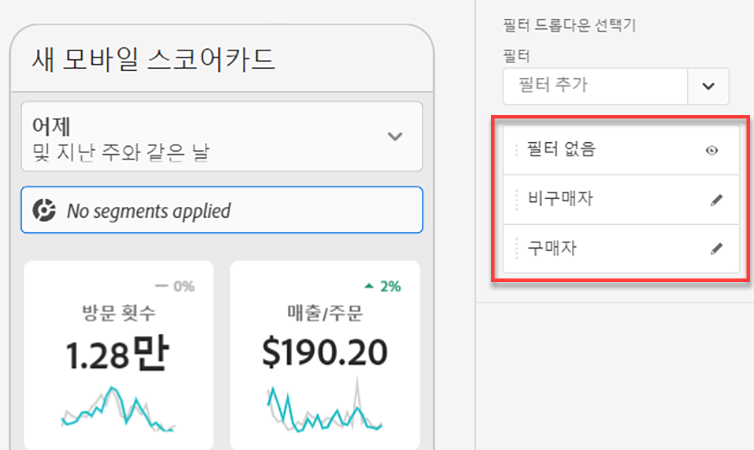 새 모바일 스코어카드
어제
및 지난 주와 같은 날
No segments applied
0%
방문 횟수
1.28만
2%
매출/주문
$190.20
필터 드롭다운 선택기
필터
필터 추가
필터 없음
비구매자
구매자